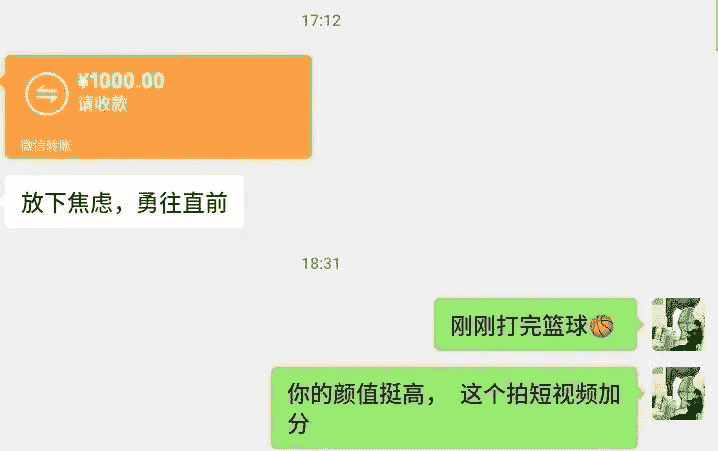 17:12
¥1000.00
请收款
微信转账
放下焦虑，勇往直前
18:31
刚刚打完篮球🏀
你的颜值挺高， 这个拍短视频加
分